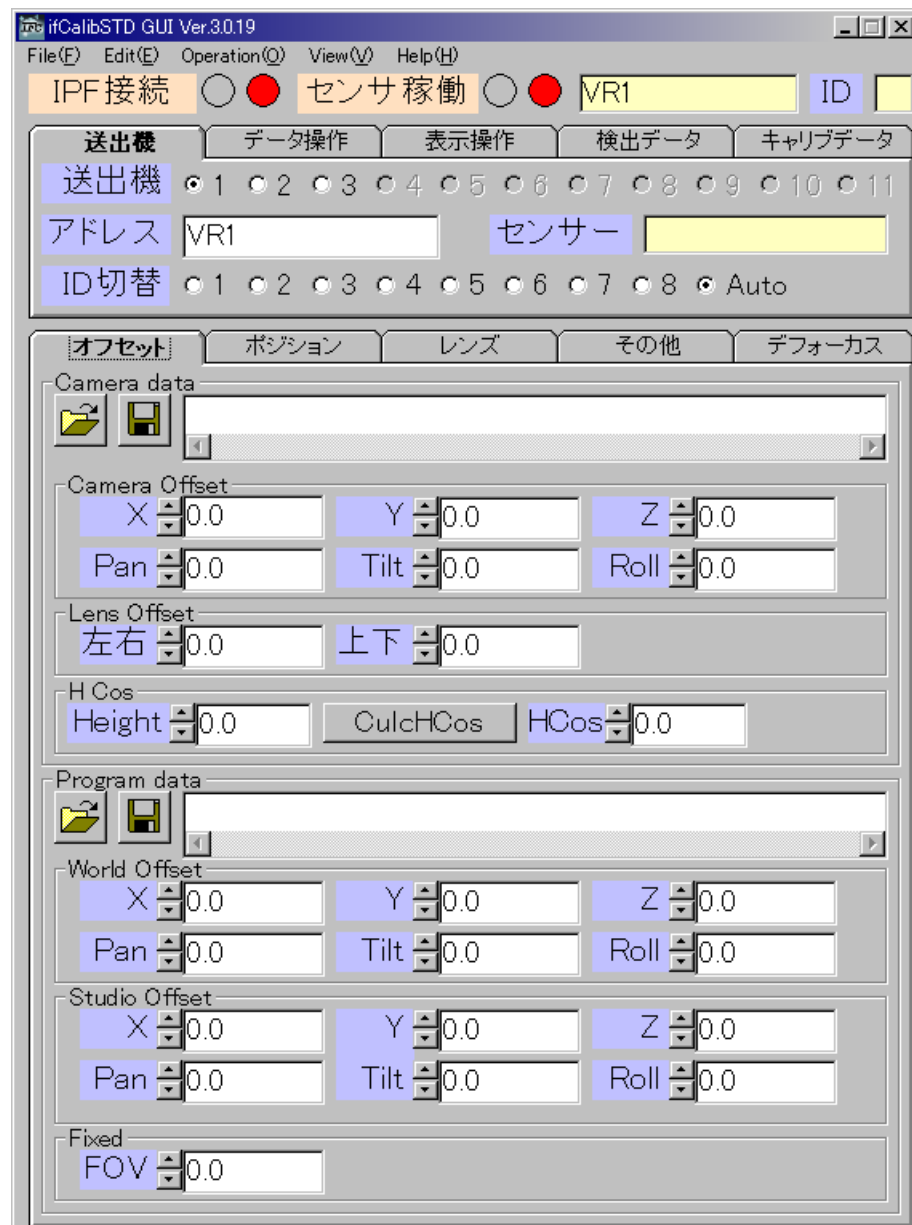 ifCalibSTD GUI Ver.3.0.19
File(F) Edit(E) Operation(O) View(V) Help(H)
IPF接続 センサ稼働 VR1 ID
送出機 データ操作 表示操作 検出データ キャリブデータ
送出機 1 2 3 4 5 6 7 8 9 10 11
アドレス VR1 センサー
ID切替 1 2 3 4 5 6 7 8 Auto
オフセット ポジション レンズ その他 デフォーカス
Camera data
Camera Offset
X 0.0 Y 0.0 Z 0.0
Pan 0.0 Tilt 0.0 Roll 0.0
Lens Offset
左右 0.0 上下 0.0
H Cos
Height 0.0 CulcHCos HCos 0.0
Program data
World Offset
X 0.0 Y 0.0 Z 0.0
Pan 0.0 Tilt 0.0 Roll 0.0
Studio Offset
X 0.0 Y 0.0 Z 0.0
Pan 0.0 Tilt 0.0 Roll 0.0
Fixed
FOV 0.0